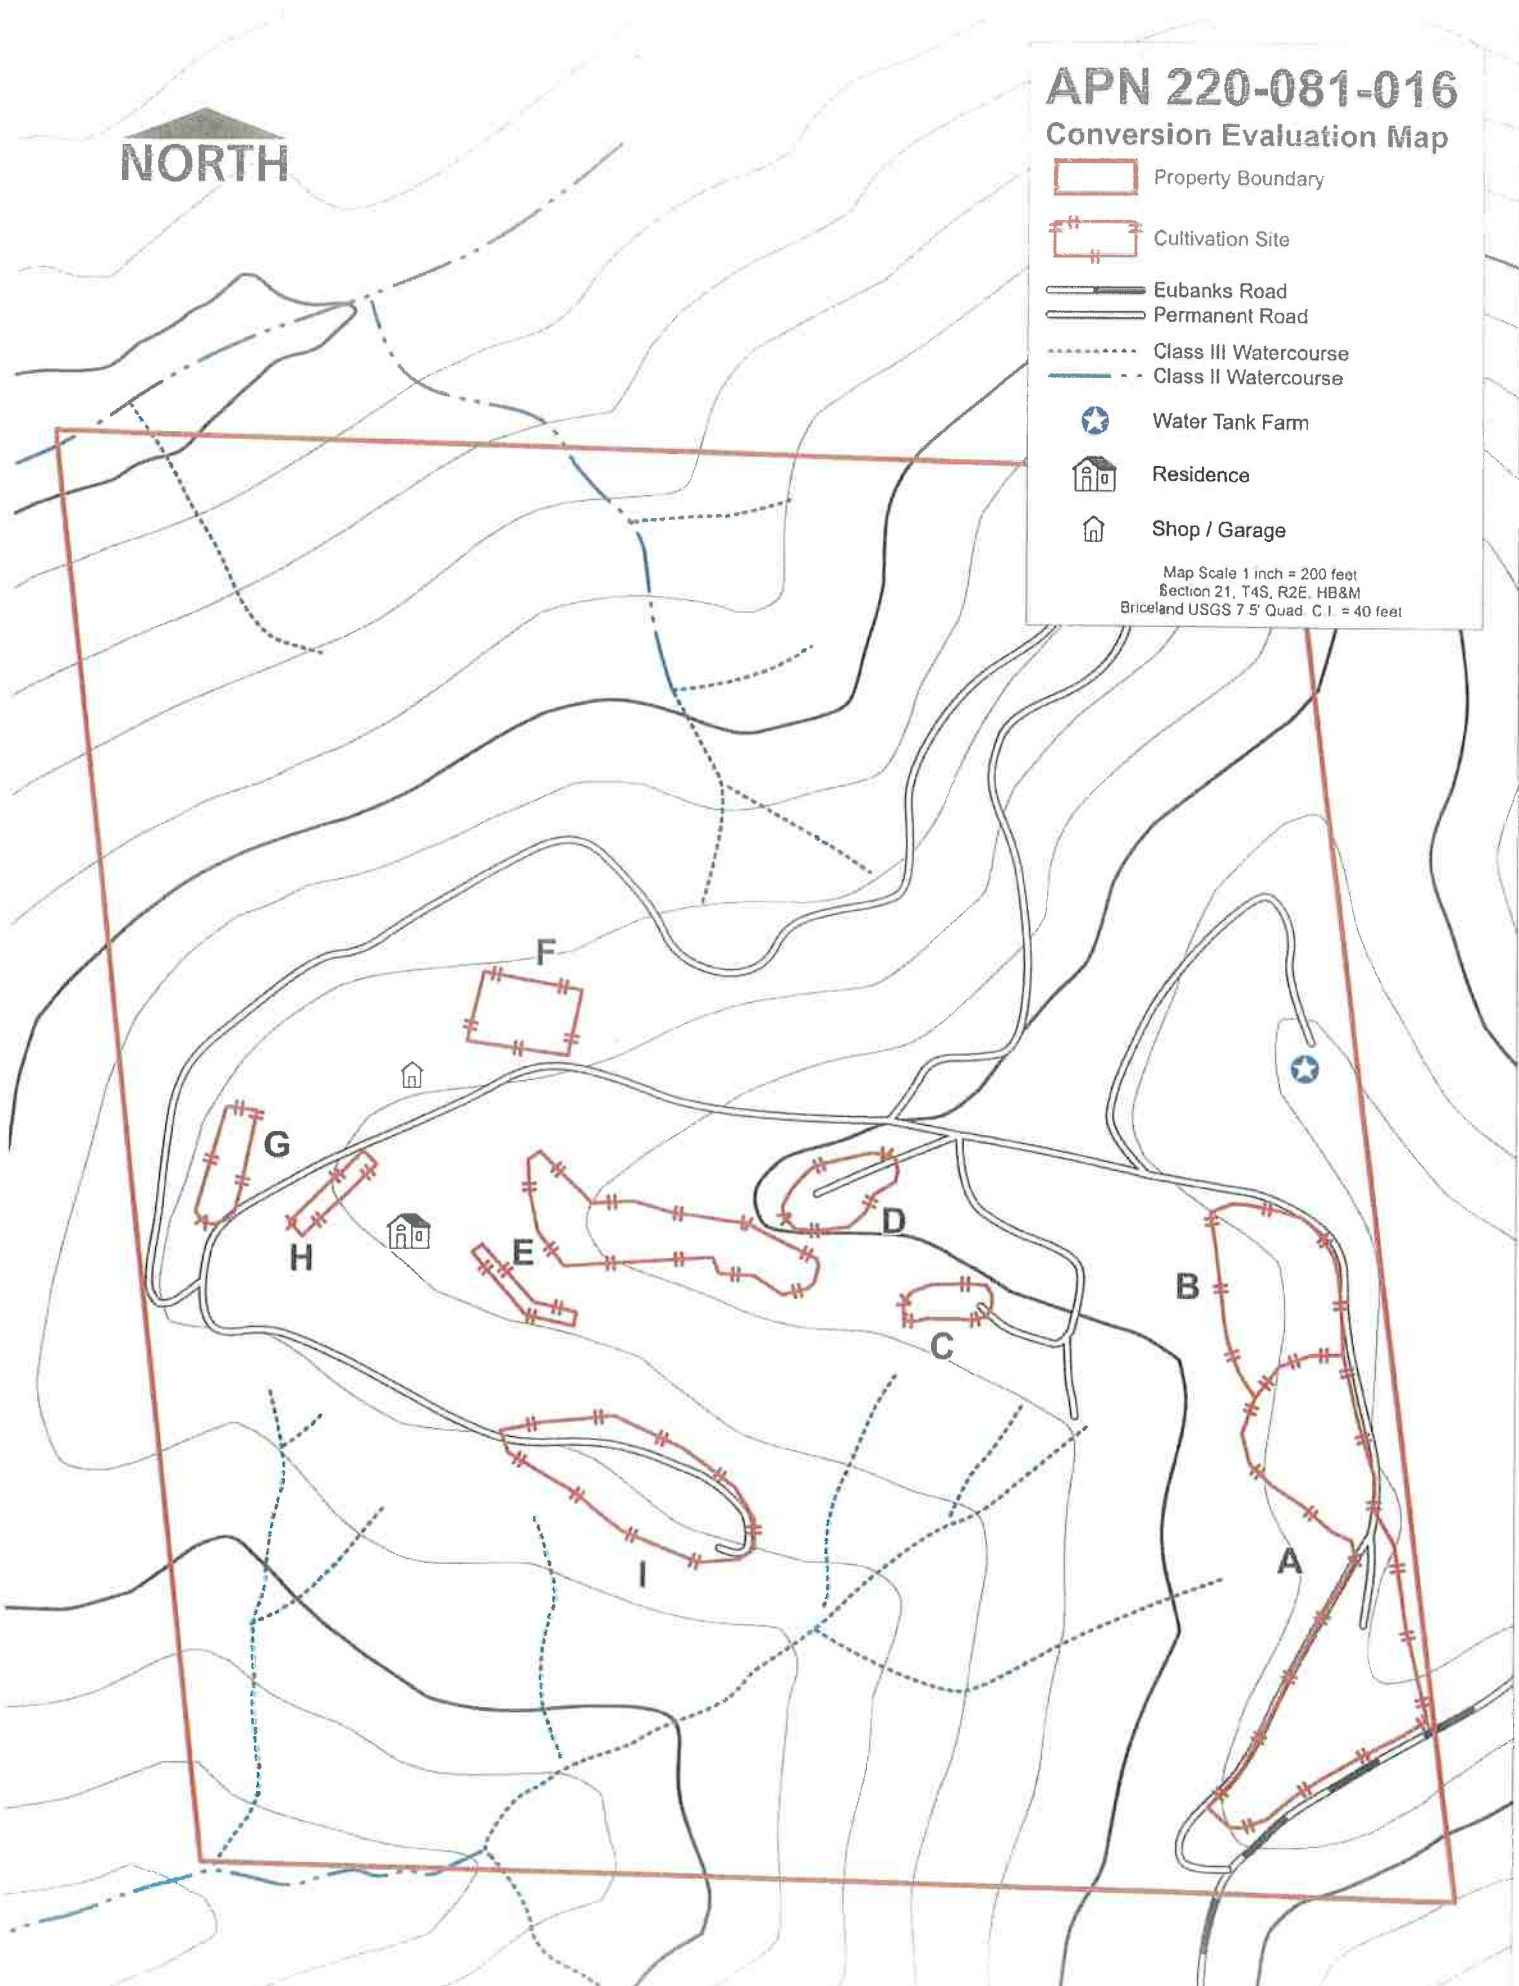 APN 220-081-016
Conversion Evaluation Map
Property Boundary
Cultivation Site
Eubanks Road
Permanent Road
Class III Watercourse
Class II Watercourse
Water Tank Farm
Residence
Shop / Garage
Map Scale 1 inch = 200 feet
Section 21, T4S, R2E, HB&M
Briceland USGS 7.5' Quad. C.I. = 40 feet
NORTH
F
G
H
E
D
B
C
A
I